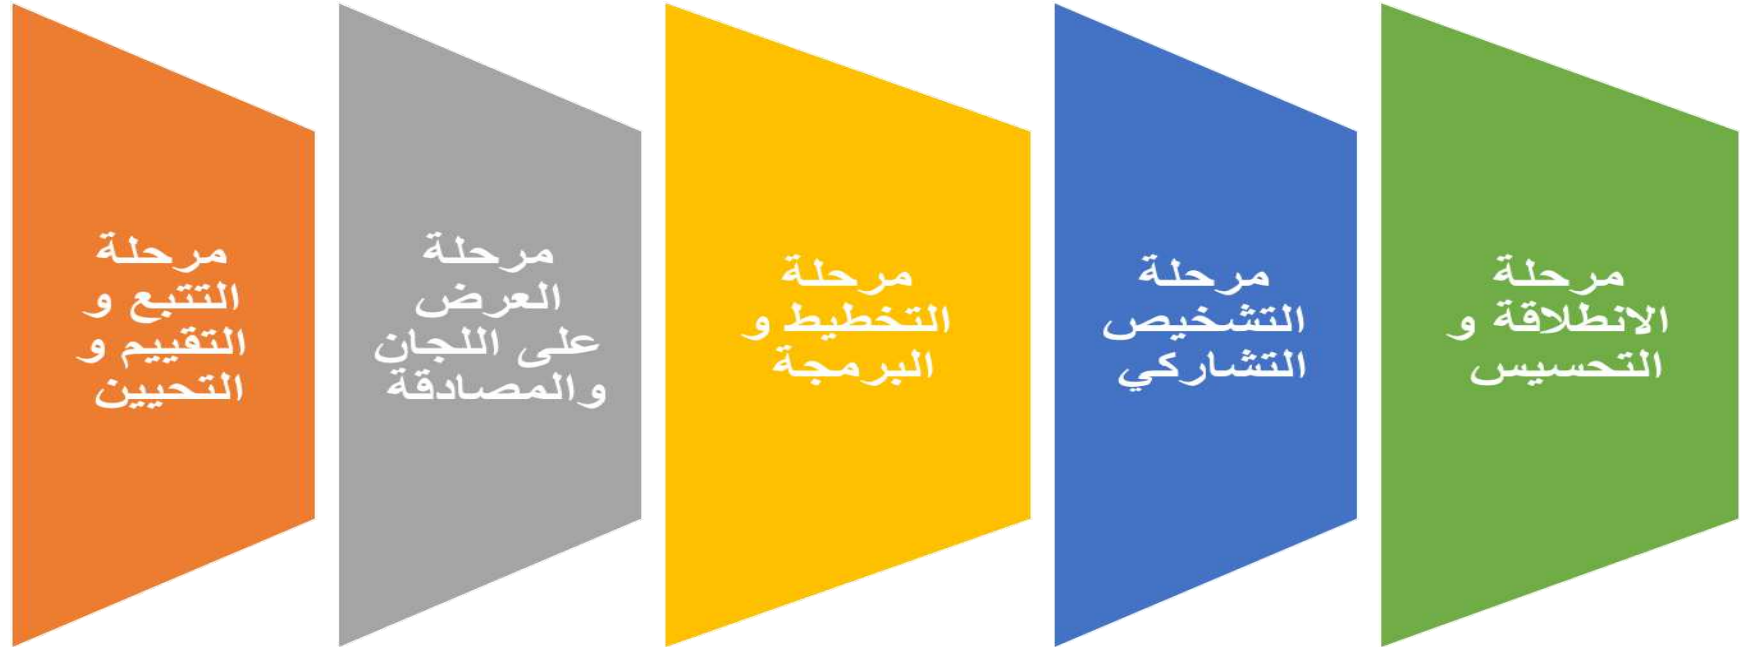 مرحلة
الانطلاقة و
التحسيس
مرحلة
التشخيص
التشاركي
مرحلة
التخطيط و
البرمجة
مرحلة
العرض
على اللجان
والمصادقة
مرحلة
التتبع و
التقييم و
التحيين